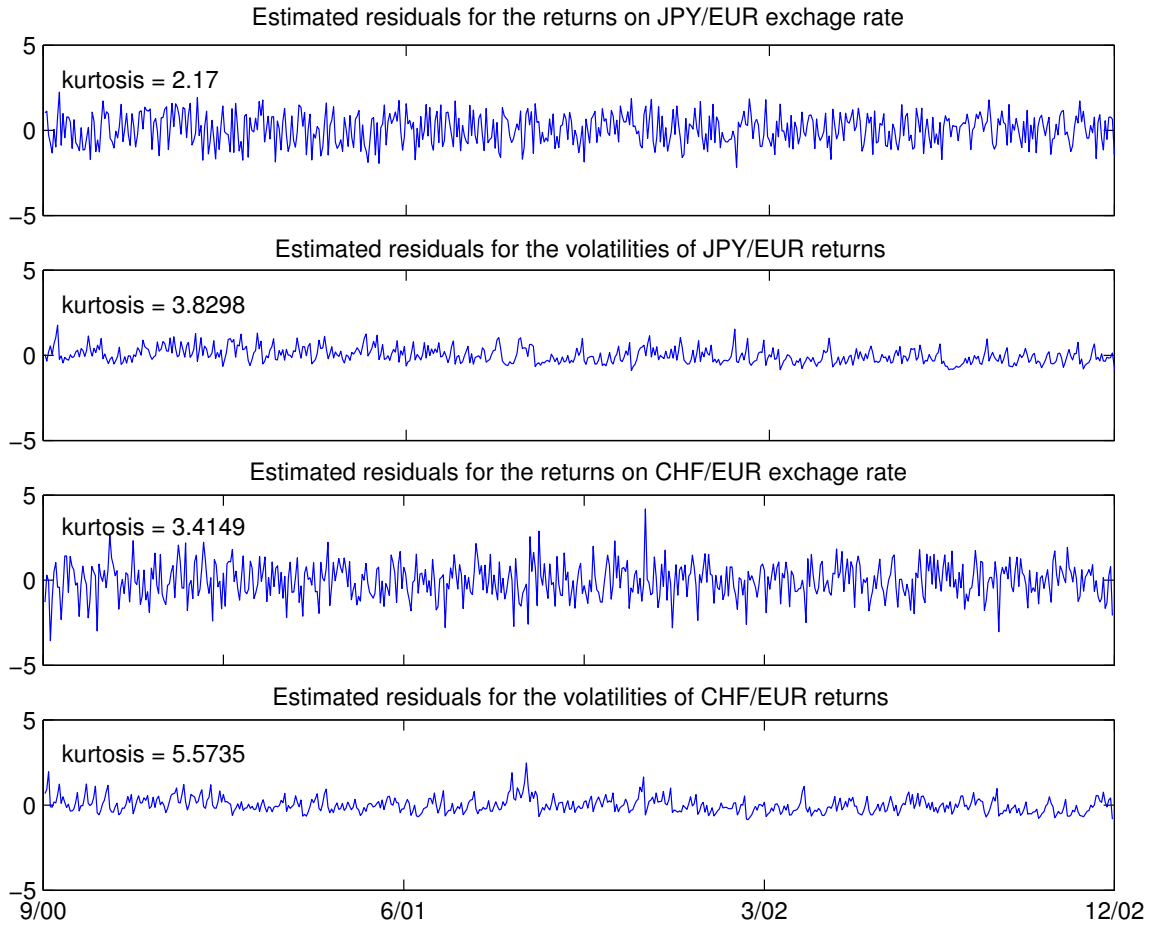 Estimated residuals for the returns on JPY/EUR exchage rate
5
kurtosis = 2.17
0
−5
Estimated residuals for the volatilities of JPY/EUR returns
5
kurtosis = 3.8298
0
−5
Estimated residuals for the returns on CHF/EUR exchage rate
5
kurtosis = 3.4149
0
−5
Estimated residuals for the volatilities of CHF/EUR returns
5
kurtosis = 5.5735
0
−5
9/00 6/01 3/02 12/02